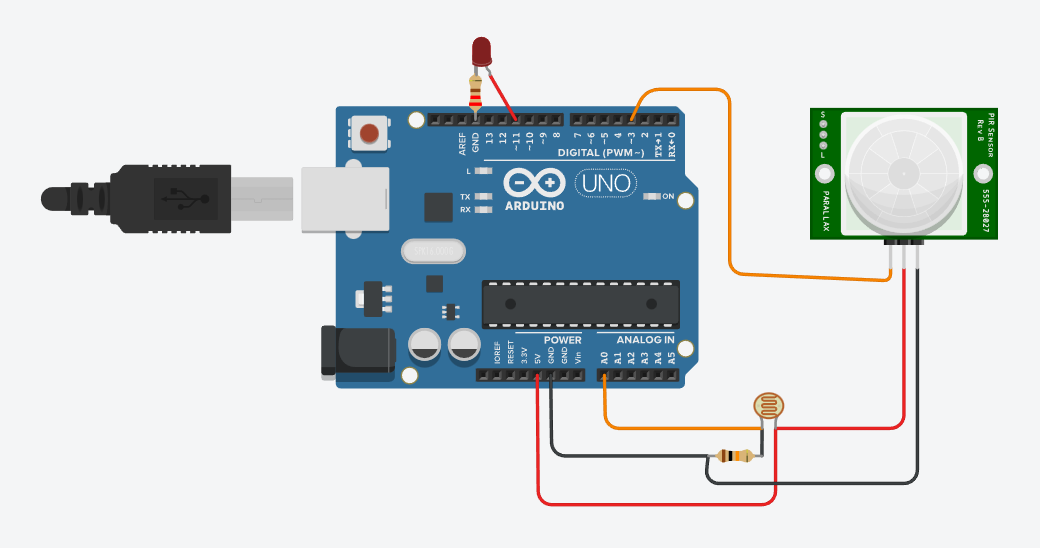 AREF
GND
13
12
~11
~10
~9
8
7
~6
~5
4
~3
2
TX→1
RX←0
DIGITAL (PWM~)
L
TX
RX
UNO
ARDUINO
ON
POWER
ANALOG IN
IOREF
RESET
3.3V
5V
GND
GND
Vin
A0
A1
A2
A3
A4
A5
S
L
PARALLAX
PIR SENSOR
REV B
555-28027